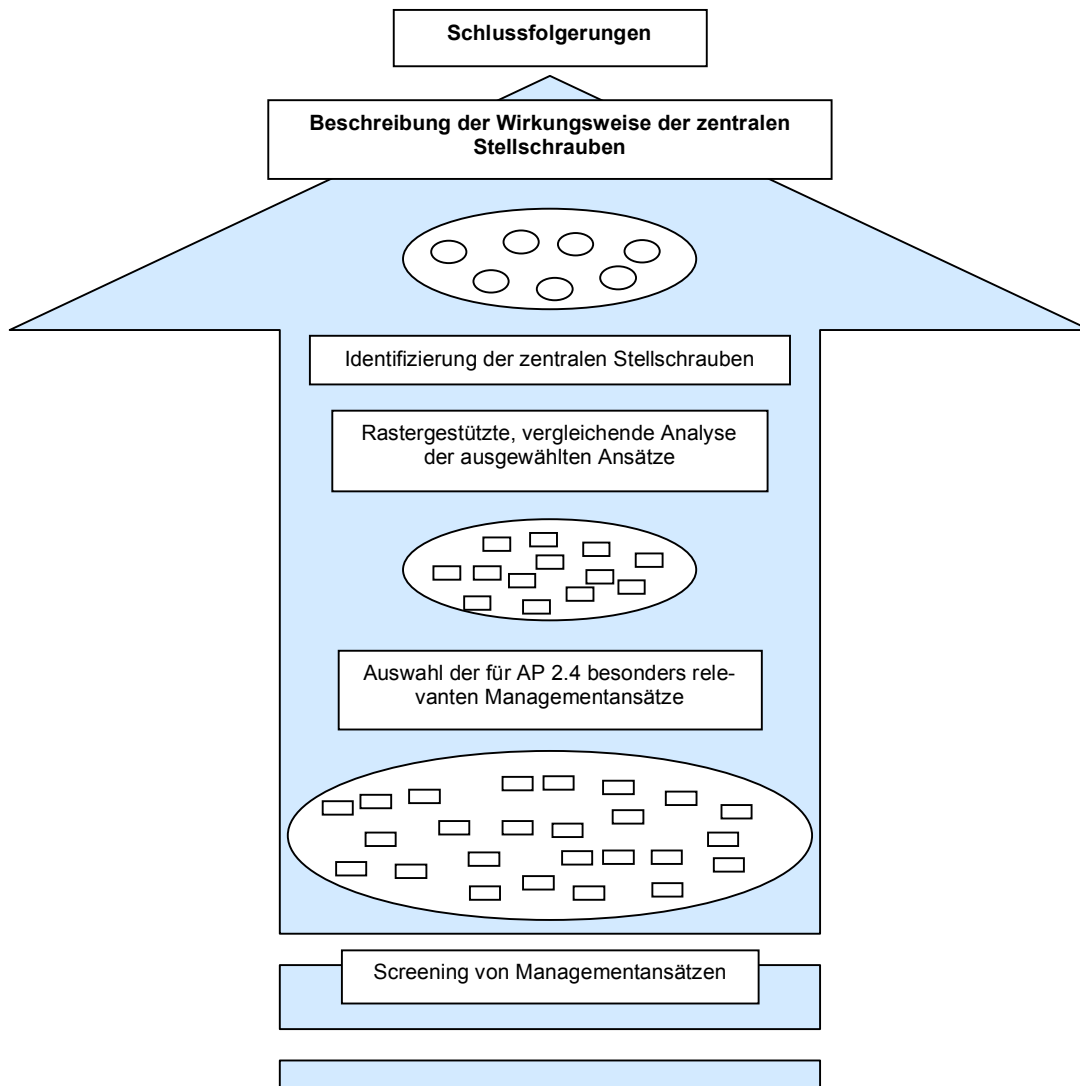 Schlussfolgerungen
Beschreibung der Wirkungsweise der zentralen
Stellschrauben
Identifizierung der zentralen Stellschrauben
Rastergestützte, vergleichende Analyse
der ausgewählten Ansätze
Auswahl der für AP 2.4 besonders rele-
vanten Managementansätze
Screening von Managementansätzen